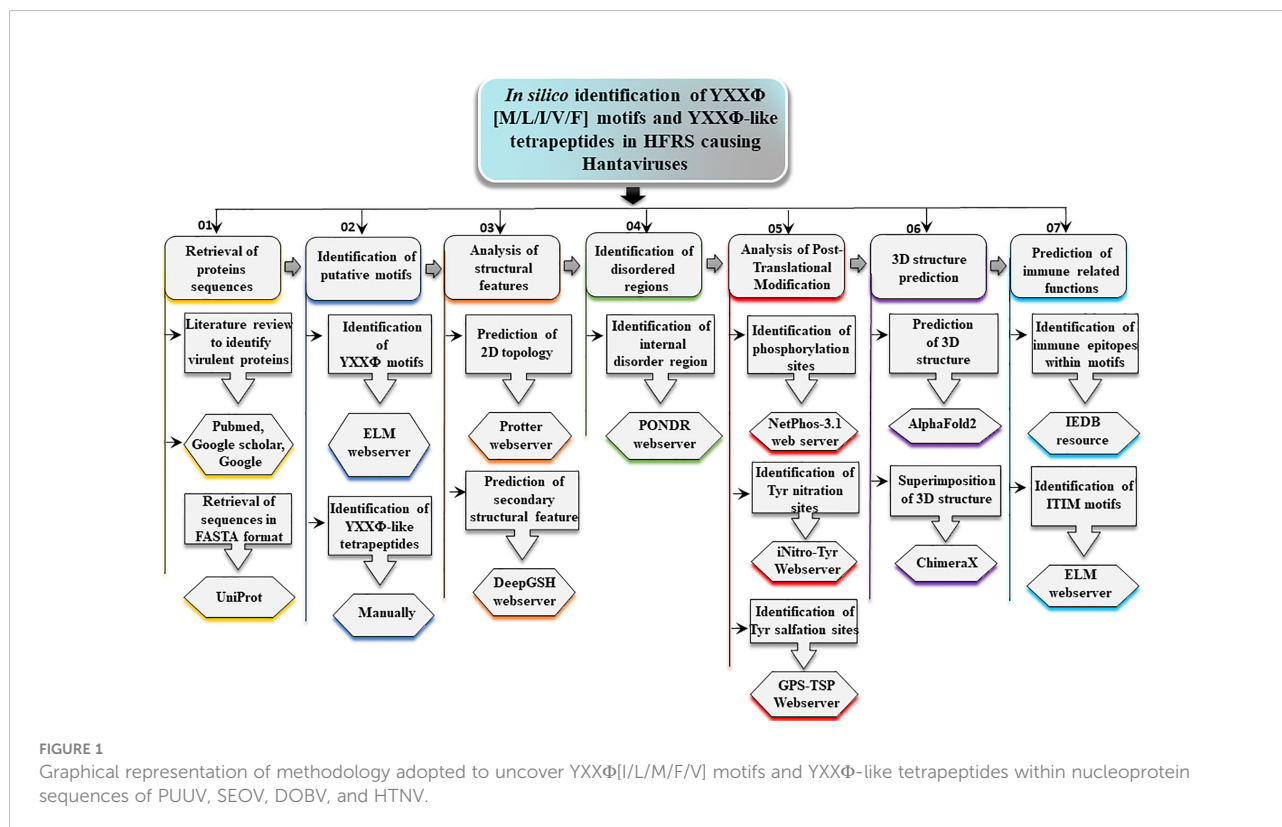 In silico identification of YXXΦ
[M/L/I/V/F] motifs and YXXΦ-like
tetrapeptides in HFRS causing
Hantaviruses
01
Retrieval of
proteins
sequences
Literature review
to identify
virulent proteins
Pubmed,
Google scholar,
Google
Retrieval of
sequences in
FASTA format
UniProt
02
Identification of
putative motifs
Identification
of
YXXΦ motifs
ELM
webserver
Identification of
YXXΦ-like
tetrapeptides
Manually
03
Analysis of
structural
features
Prediction of
2D topology
Protter
webserver
Prediction of
secondary
structural feature
DeepGSH
webserver
04
Identification of
disordered
regions
Identification of
internal
disorder region
PONDR
webserver
05
Analysis of Post-
Translational
Modification
Identification of
phosphorylation
sites
NetPhos-3.1
web server
Identification of
Tyr nitration
sites
iNitro-Tyr
Webserver
Identification of
Tyr salfation sites
GPS-TSP
Webserver
06
3D structure
prediction
Prediction
of 3D
structure
AlphaFold2
Superimposition
of 3D structure
ChimeraX
07
Prediction of
immune related
functions
Identification of
immune epitopes
within motifs
IEDB
resource
Identification of
ITIM motifs
ELM
webserver
FIGURE 1
Graphical representation of methodology adopted to uncover YXXΦ[I/L/M/F/V] motifs and YXXΦ-like tetrapeptides within nucleoprotein
sequences of PUUV, SEOV, DOBV, and HTNV.